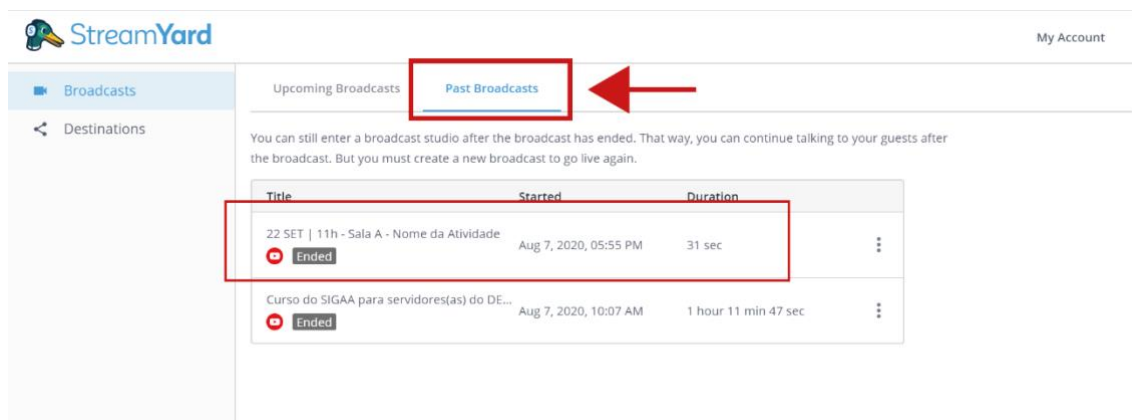 StreamYard
My Account
Broadcasts
Destinations
Upcoming Broadcasts
Past Broadcasts
You can still enter a broadcast studio after the broadcast has ended. That way, you can continue talking to your guests after
the broadcast. But you must create a new broadcast to go live again.
Title Started Duration
22 SET | 11h - Sala A - Nome da Atividade
Aug 7, 2020, 05:55 PM 31 sec
Ended
Curso do SIGAA para servidores(as) do DE...
Aug 7, 2020, 10:07 AM 1 hour 11 min 47 sec
Ended